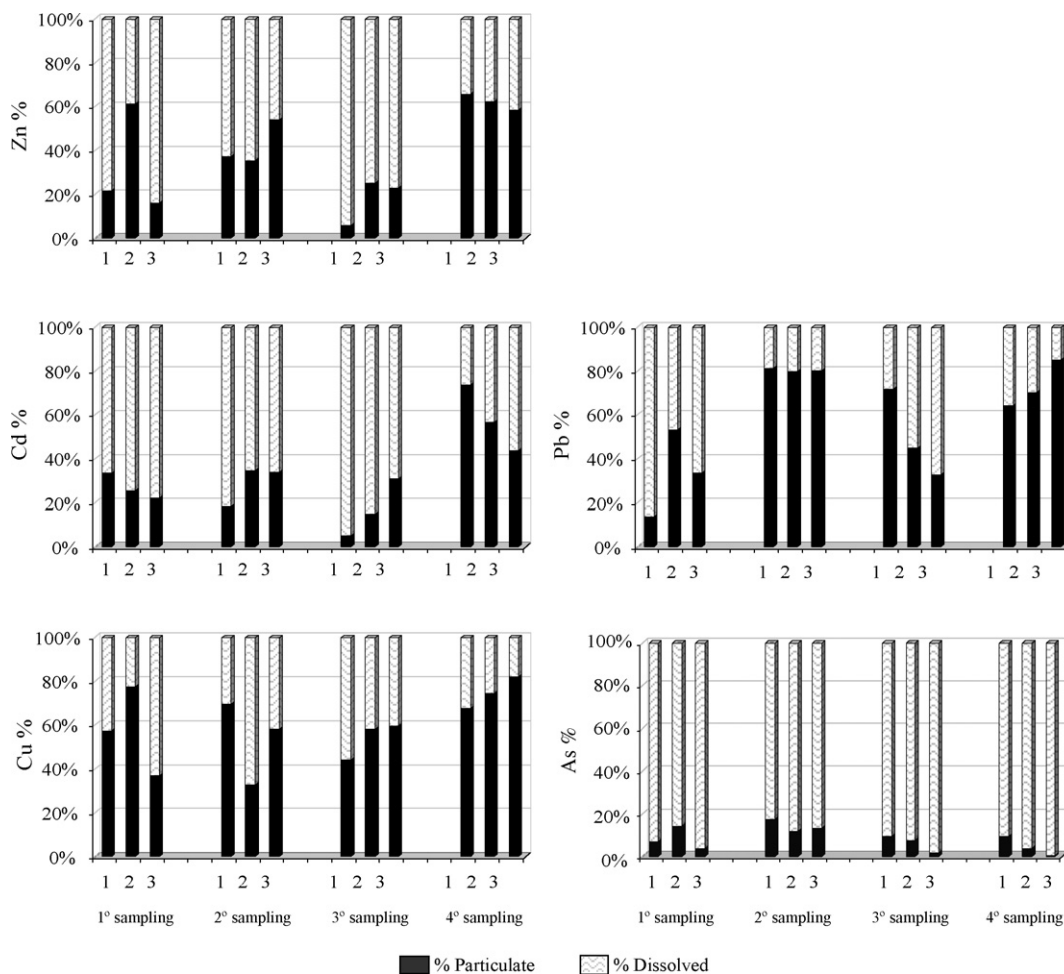 100%
80%
60%
40%
20%
0%
Zn %
1 2 3 1 2 3 1 2 3 1 2 3
100%
80%
60%
40%
20%
0%
Cd %
1 2 3 1 2 3 1 2 3 1 2 3
100%
80%
60%
40%
20%
0%
Pb %
1 2 3 1 2 3 1 2 3 1 2 3
100%
80%
60%
40%
20%
0%
Cu %
1 2 3 1 2 3 1 2 3 1 2 3
1º sampling 2º sampling 3º sampling 4º sampling
100%
80%
60%
40%
20%
0%
As %
1 2 3 1 2 3 1 2 3 1 2 3
1º sampling 2º sampling 3º sampling 4º sampling
% Particulate % Dissolved